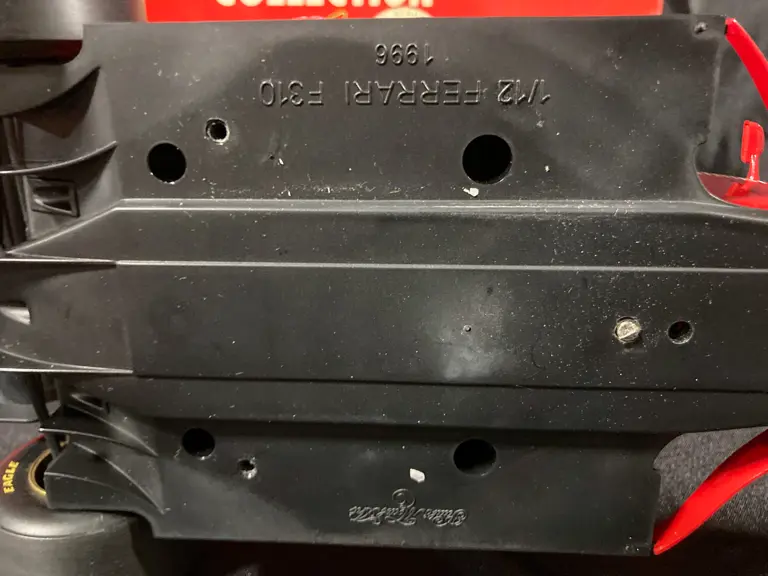 COLLECTION
1/12 FERRARI F310
1996
EAGLE